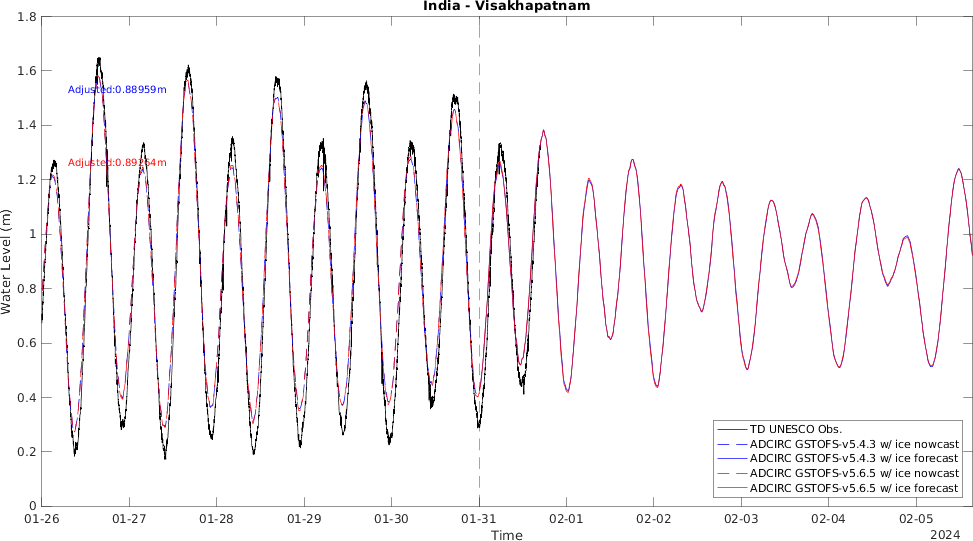 India - Visakhapatnam
1.8
1.6
1.4
1.2
1
0.8
0.6
0.4
0.2
0
Water Level (m)
Adjusted:0.88959m
TD UNESCO Obs.
ADCIRC GSTOFS-v5.4.3 w/ ice nowcast
ADCIRC GSTOFS-v5.4.3 w/ ice forecast
ADCIRC GSTOFS-v5.6.5 w/ ice nowcast
ADCIRC GSTOFS-v5.6.5 w/ ice forecast
01-26 01-27 01-28 01-29 01-30 01-31 02-01 02-02 02-03 02-04 02-05
Time
2024